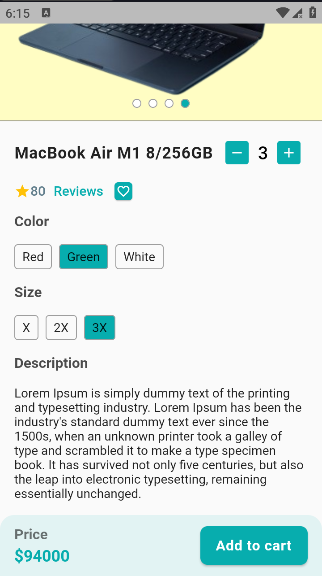 6:15
MacBook Air M1 8/256GB
3
80 Reviews
Color
Red Green White
Size
X 2X 3X
Description
Lorem Ipsum is simply dummy text of the printing
and typesetting industry. Lorem Ipsum has been the
industry's standard dummy text ever since the
1500s, when an unknown printer took a galley of
type and scrambled it to make a type specimen
book. It has survived not only five centuries, but also
the leap into electronic typesetting, remaining
essentially unchanged.
Price
$94000
Add to cart